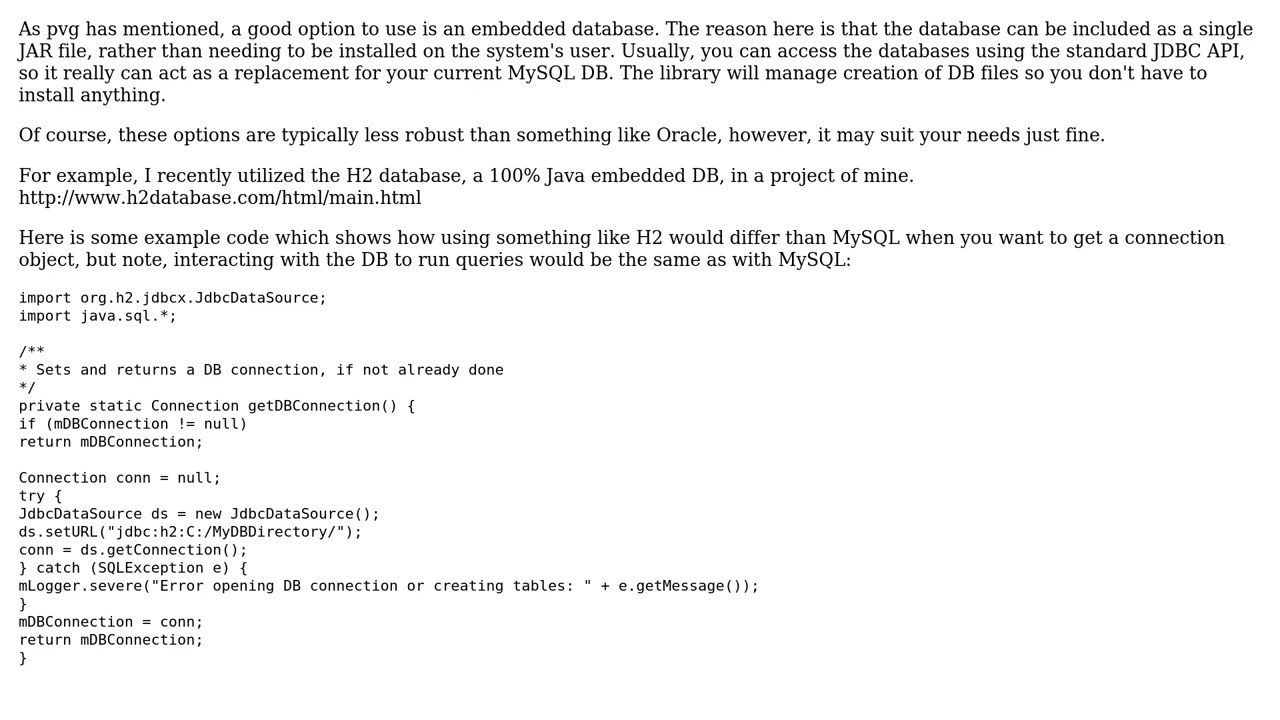 As pvg has mentioned, a good option to use is an embedded database. The reason here is that the database can be included as a single
JAR file, rather than needing to be installed on the system's user. Usually, you can access the databases using the standard JDBC API,
so it really can act as a replacement for your current MySQL DB. The library will manage creation of DB files so you don't have to
install anything.
Of course, these options are typically less robust than something like Oracle, however, it may suit your needs just fine.
For example, I recently utilized the H2 database, a 100% Java embedded DB, in a project of mine.
http://www.h2database.com/html/main.html
Here is some example code which shows how using something like H2 would differ than MySQL when you want to get a connection
object, but note, interacting with the DB to run queries would be the same as with MySQL:
import org.h2.jdbcx.JdbcDataSource;
import java.sql.*;
/**
* Sets and returns a DB connection, if not already done
*/
private static Connection getDBConnection() {
if (mDBConnection != null)
return mDBConnection;
Connection conn = null;
try {
JdbcDataSource ds = new JdbcDataSource();
ds.setURL("jdbc:h2:C:/MyDBDirectory/");
conn = ds.getConnection();
} catch (SQLException e) {
mLogger.severe("Error opening DB connection or creating tables: " + e.getMessage());
}
mDBConnection = conn;
return mDBConnection;
}